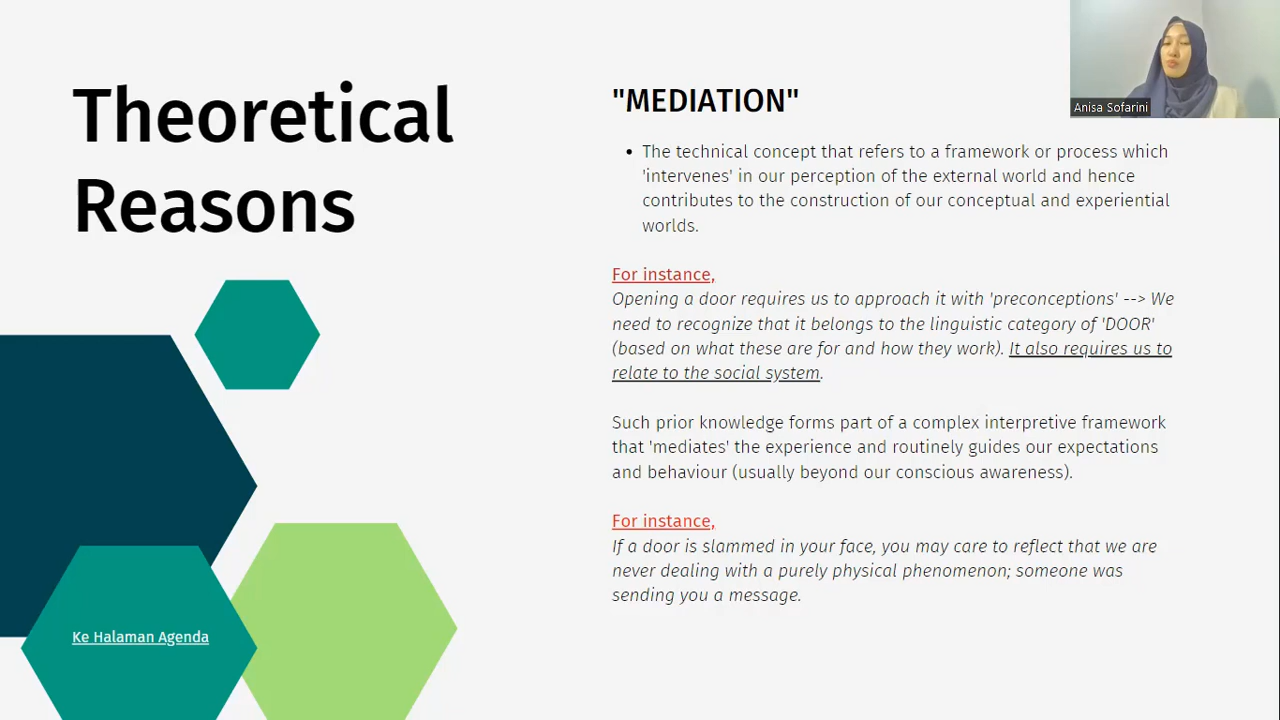 Theoretical
Reasons
"MEDIATION"
• The technical concept that refers to a framework or process which
'intervenes' in our perception of the external world and hence
contributes to the construction of our conceptual and experiential
worlds.
For instance,
Opening a door requires us to approach it with 'preconceptions' --> We
need to recognize that it belongs to the linguistic category of 'DOOR'
(based on what these are for and how they work). It also requires us to
relate to the social system.
Such prior knowledge forms part of a complex interpretive framework
that 'mediates' the experience and routinely guides our expectations
and behaviour (usually beyond our conscious awareness).
For instance,
If a door is slammed in your face, you may care to reflect that we are
never dealing with a purely physical phenomenon; someone was
sending you a message.
Ke Halaman Agenda
Anisa Sofarini